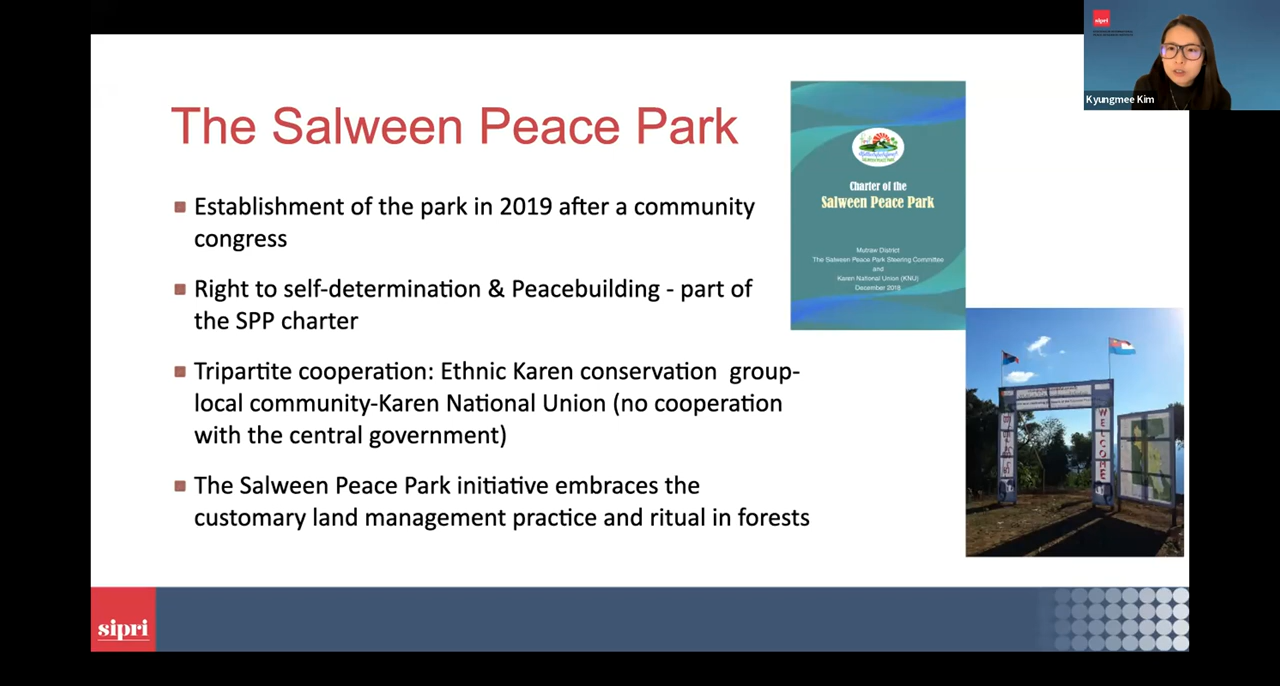 sipri
Kyungmee Kim
The Salween Peace Park
Establishment of the park in 2019 after a community
congress
Right to self-determination & Peacebuilding - part of
the SPP charter
Tripartite cooperation: Ethnic Karen conservation  group-
local community-Karen National Union (no cooperation
with the central government)
The Salween Peace Park initiative embraces the
customary land management practice and ritual in forests
Charter of the
Salween Peace Park
Mutraw District
The Salween Peace Park Steering Committee
and
Karen National Union (KNU)
December 2018
WELCOME
sipri